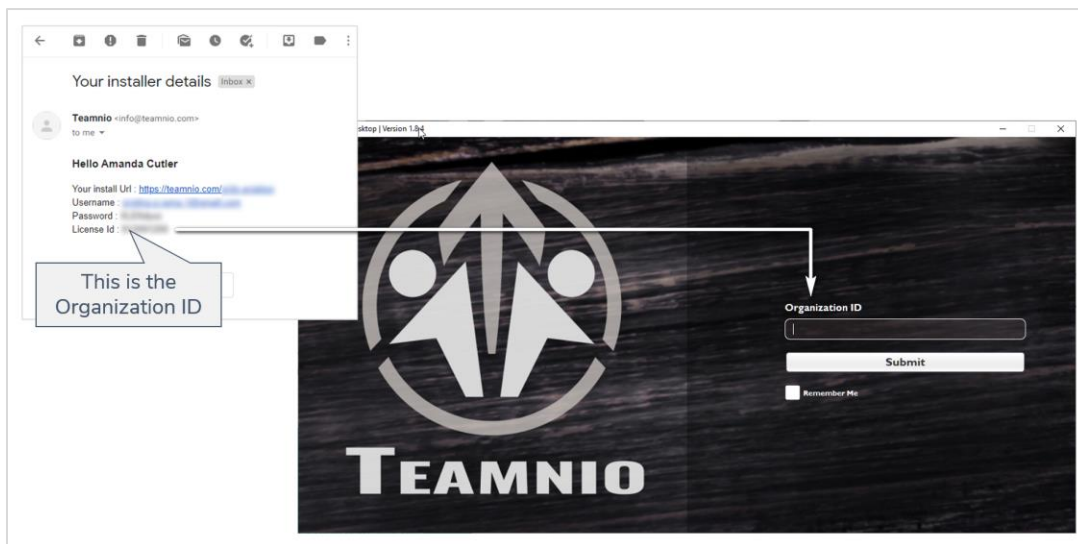 Your installer details Inbox ×
Teamnio <info@teamnio.com>
to me
Hello Amanda Cutler
Your install Url : https://teamnio.com/
Username :
Password :
License Id :
This is the
Organization ID
sktop | Version 1.8.4
Organization ID
Submit
Remember Me
TEAMNIO